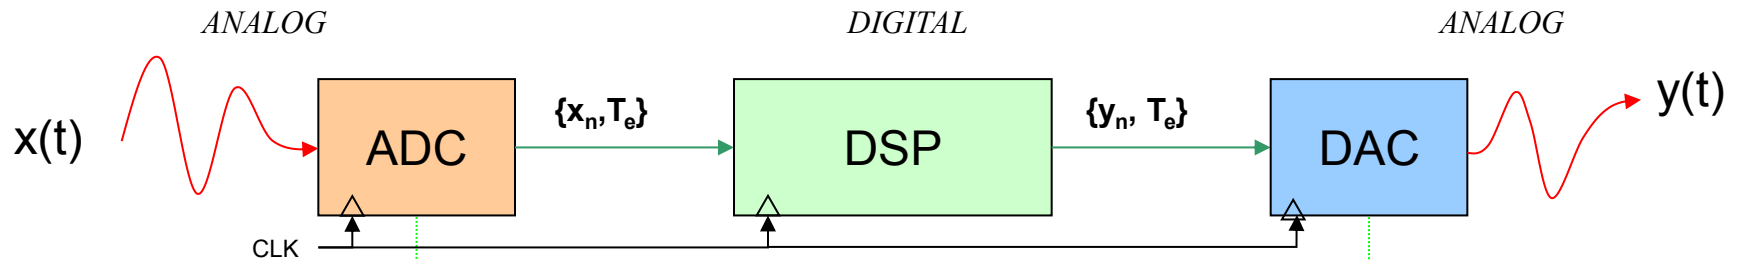 ANALOG DIGITAL ANALOG
x(t) ADC {xn,Te} DSP {yn, Te} DAC y(t)
CLK